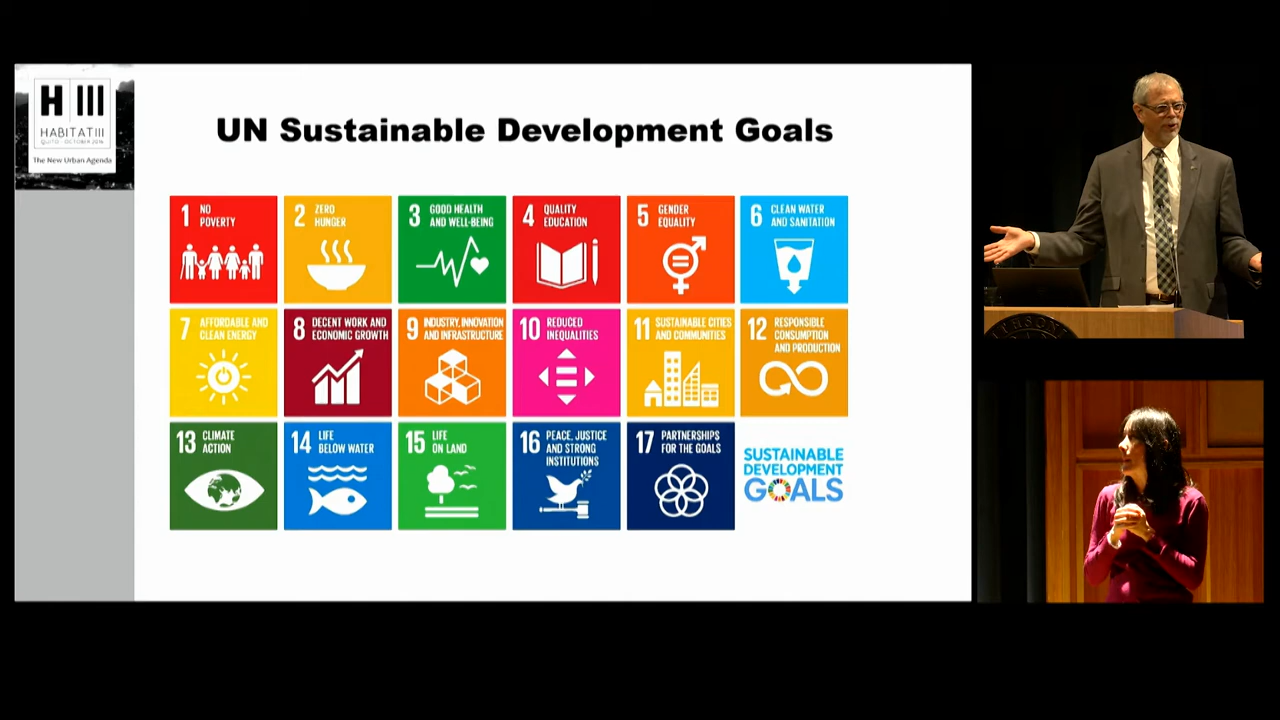 H III
HABITAT III
QUITO - OCTOBER 2016
The New Urban Agenda
UN Sustainable Development Goals
1 NO
POVERTY
2 ZERO
HUNGER
3 GOOD HEALTH
AND WELL-BEING
4 QUALITY
EDUCATION
5 GENDER
EQUALITY
6 CLEAN WATER
AND SANITATION
7 AFFORDABLE AND
CLEAN ENERGY
8 DECENT WORK AND
ECONOMIC GROWTH
9 INDUSTRY, INNOVATION
AND INFRASTRUCTURE
10 REDUCED
INEQUALITIES
11 SUSTAINABLE CITIES
AND COMMUNITIES
12 RESPONSIBLE
CONSUMPTION
AND PRODUCTION
13 CLIMATE
ACTION
14 LIFE
BELOW WATER
15 LIFE
ON LAND
16 PEACE, JUSTICE
AND STRONG
INSTITUTIONS
17 PARTNERSHIPS
FOR THE GOALS
SUSTAINABLE
DEVELOPMENT
GOALS